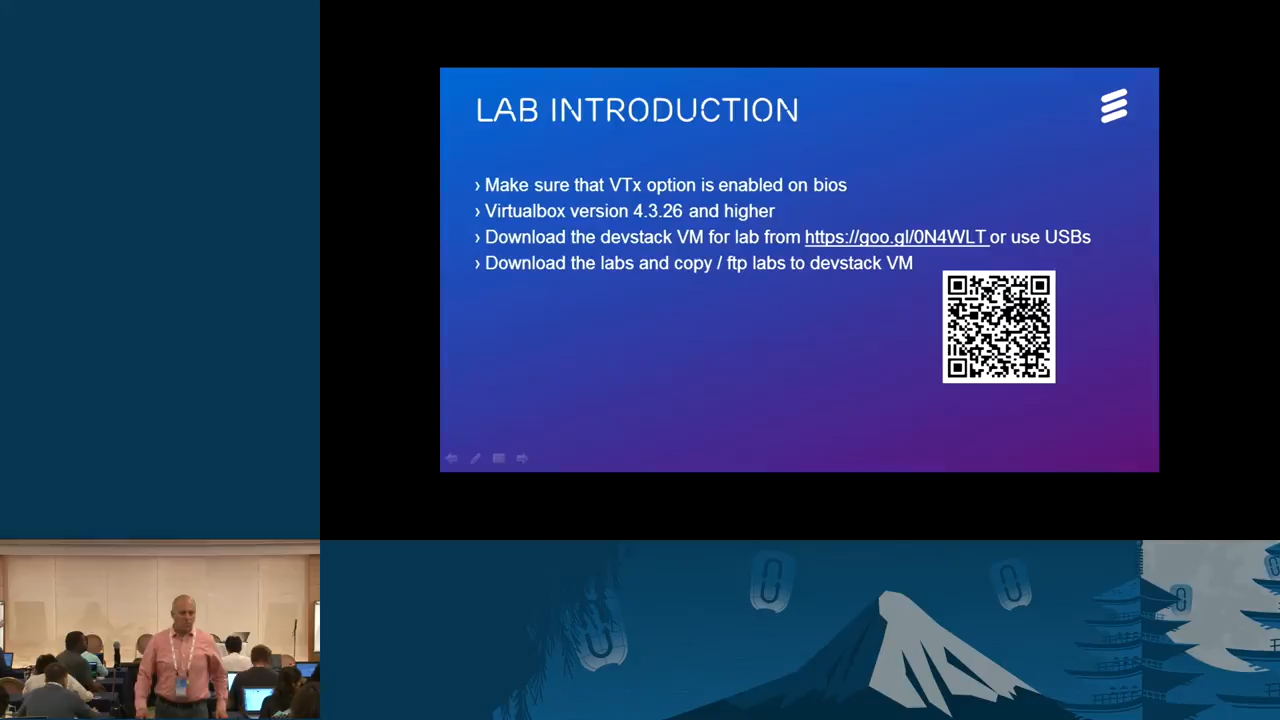 LAB INTRODUCTION
› Make sure that VTx option is enabled on bios
› Virtualbox version 4.3.26 and higher
› Download the devstack VM for lab from https://goo.gl/0N4WLT or use USBs
› Download the labs and copy / ftp labs to devstack VM